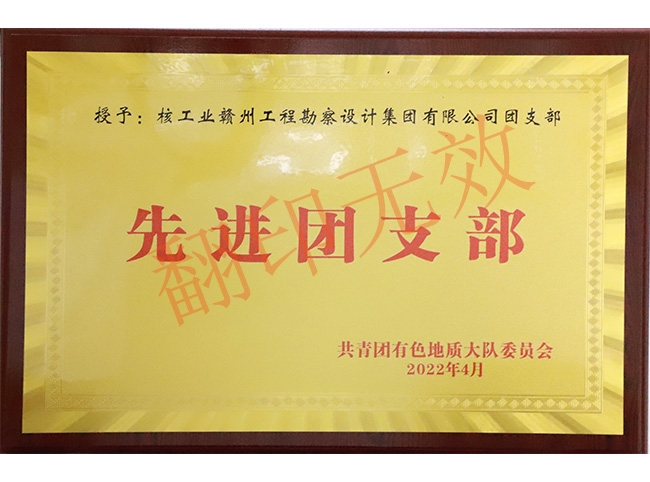 授予：核工业赣州工程勘察设计集团有限公司团支部
先进团支部
翻印无效
共青团有色地质大队委员会
2022年4月